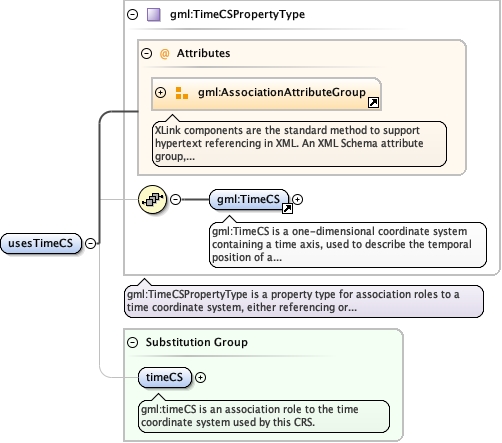 gml:TimeCSPropertyType
@ Attributes
gml:AssociationAttributeGroup
XLink components are the standard method to support
hypertext referencing in XML. An XML Schema attribute
group,...
gml:TimeCS
gml:TimeCS is a one-dimensional coordinate system
containing a time axis, used to describe the temporal
position of a...
usesTimeCS
gml:TimeCSPropertyType is a property type for association roles to a
time coordinate system, either referencing or...
Substitution Group
timeCS
gml:timeCS is an association role to the time
coordinate system used by this CRS.